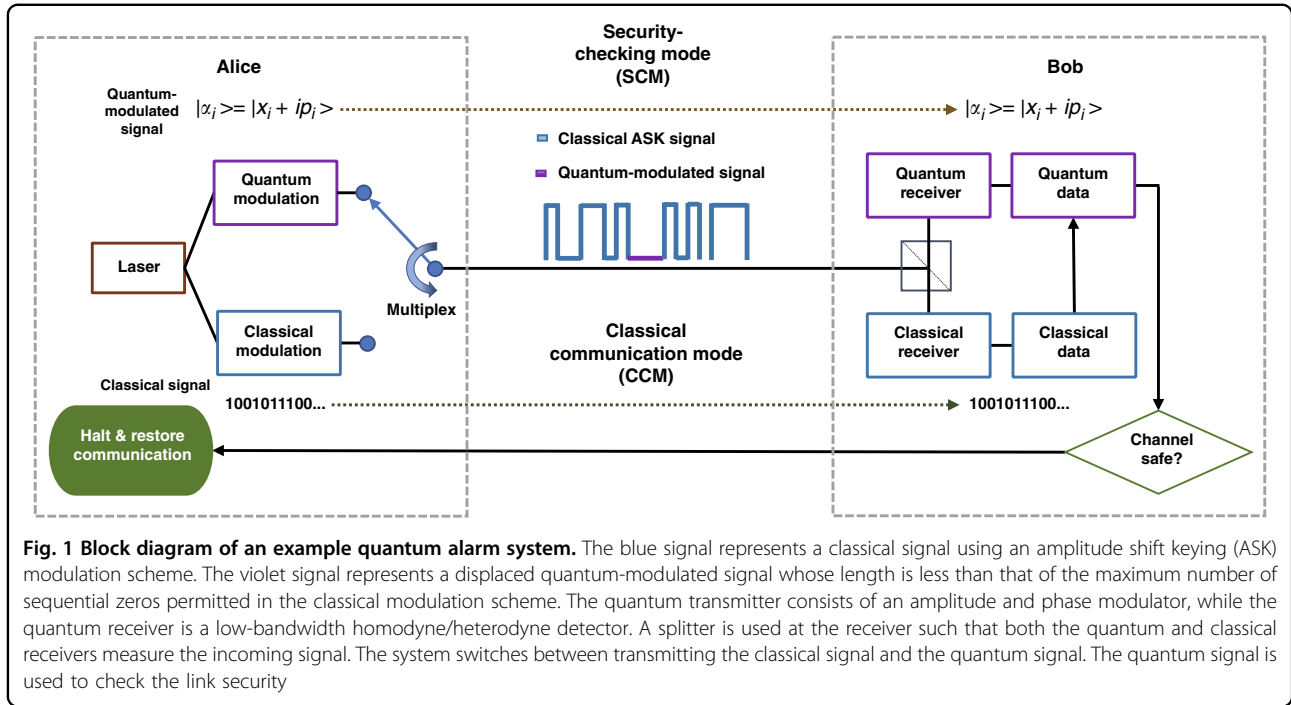 Security-
checking mode
(SCM)
Alice
Bob
Quantum-
modulated
signal
|αᵢ >= |xᵢ + ipᵢ >
|αᵢ >= |xᵢ + ipᵢ >
Classical ASK signal
Quantum-modulated signal
Quantum
modulation
Quantum
receiver
Quantum
data
Laser
Multiplex
Classical
modulation
Classical
communication mode
(CCM)
Classical
receiver
Classical
data
Classical signal
1001011100...
1001011100...
Halt & restore
communication
Channel
safe?
Fig. 1 Block diagram of an example quantum alarm system. The blue signal represents a classical signal using an amplitude shift keying (ASK)
modulation scheme. The violet signal represents a displaced quantum-modulated signal whose length is less than that of the maximum number of
sequential zeros permitted in the classical modulation scheme. The quantum transmitter consists of an amplitude and phase modulator, while the
quantum receiver is a low-bandwidth homodyne/heterodyne detector. A splitter is used at the receiver such that both the quantum and classical
receivers measure the incoming signal. The system switches between transmitting the classical signal and the quantum signal. The quantum signal is
used to check the link security